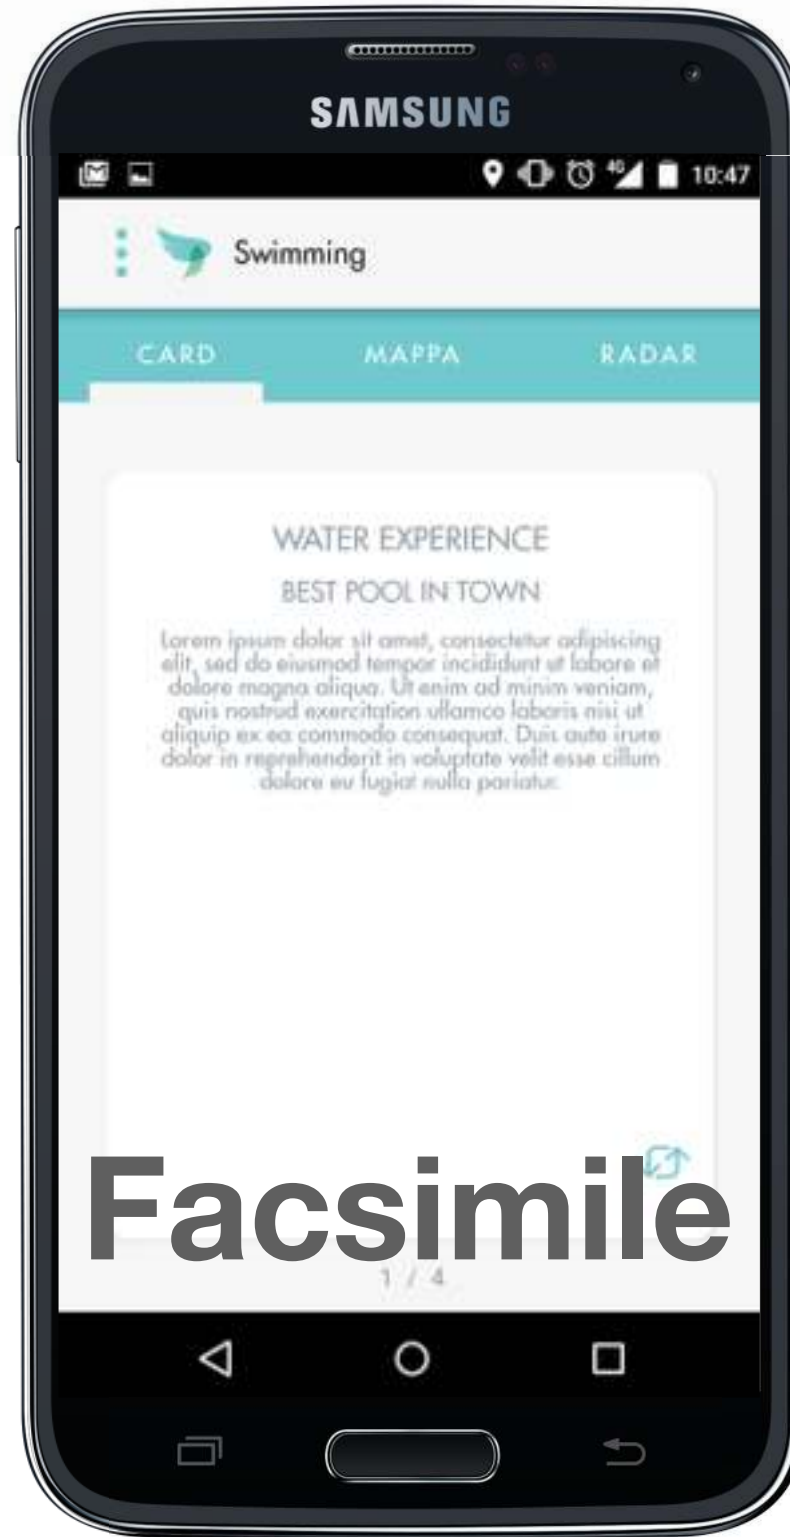 SAMSUNG
4G 10:47
Swimming
CARD MAPPA RADAR
WATER EXPERIENCE
BEST POOL IN TOWN
Lorem ipsum dolor sit amet, consectetur adipiscing
elit, sed do eiusmod tempor incididunt ut labore et
dolore magna aliqua. Ut enim ad minim veniam,
quis nostrud exercitation ullamco laboris nisi ut
aliquip ex ea commodo consequat. Duis aute irure
dolor in reprehenderit in voluptate velit esse cillum
dolore eu fugiat nulla pariatur.
Facsimile
1 / 4